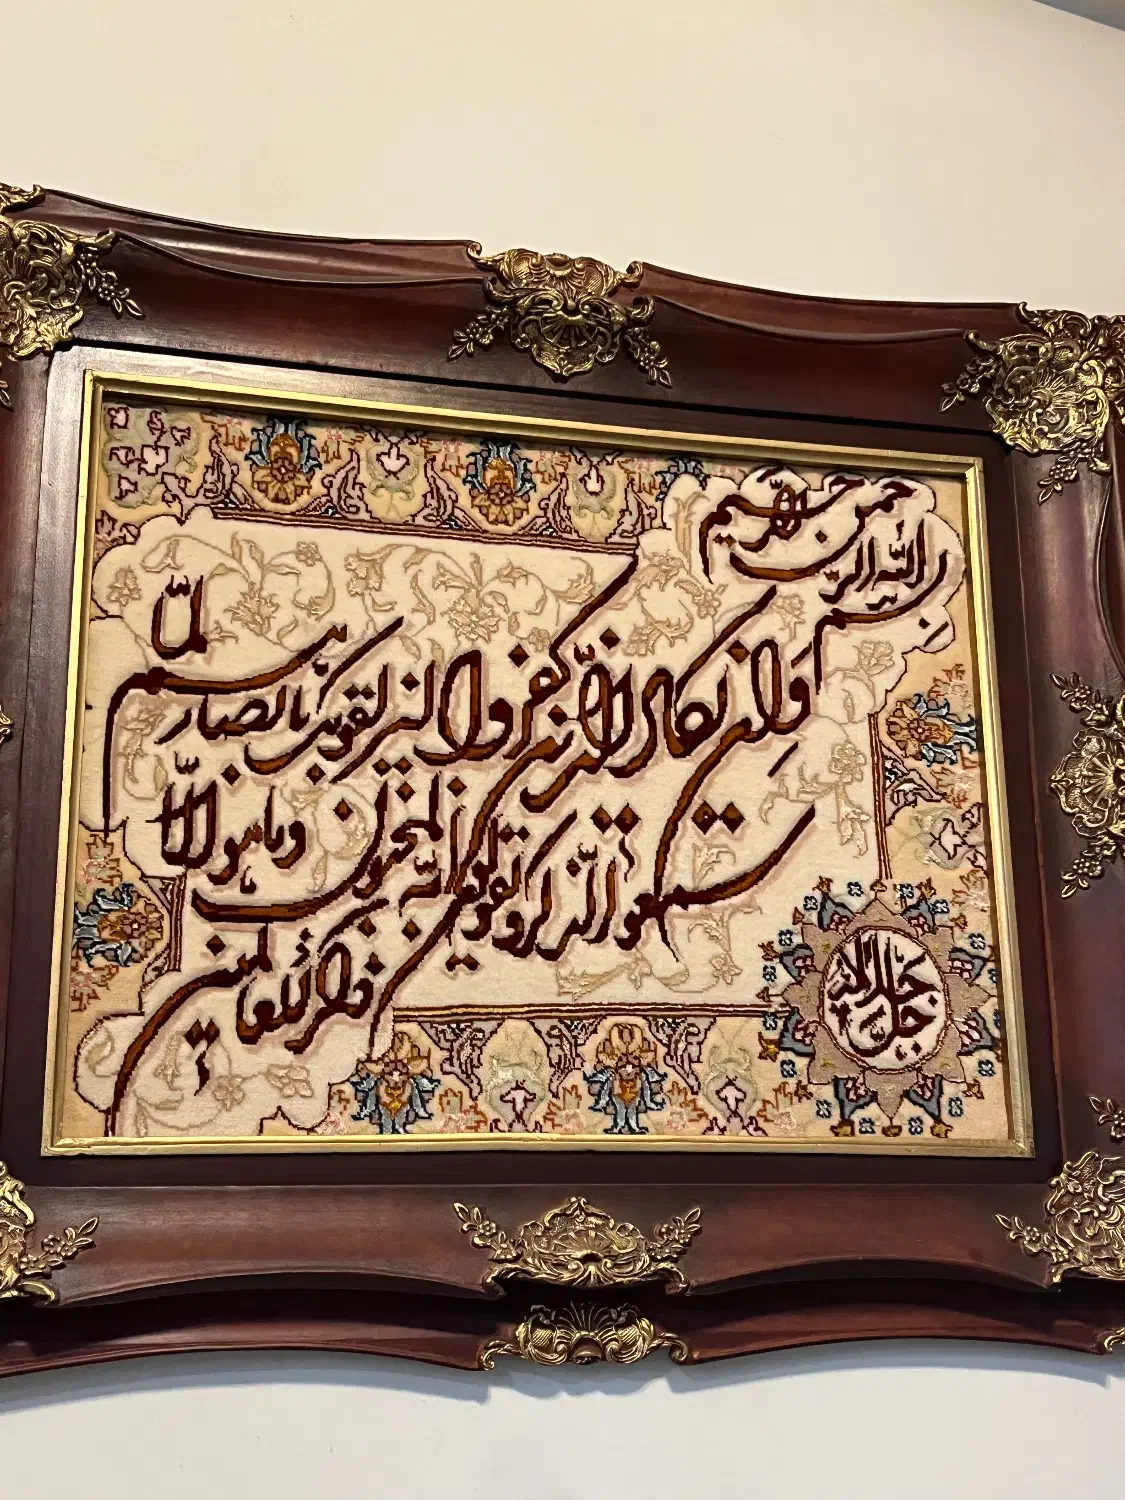 بسم الله الرحمن الرحیم
وان یکاد الذین کفروا لیزلقونک بابصارهم لما
سمعوا الذکر و یقولون انه لمجنون وما هو الا
ذکر للعالمین
جل جلاله